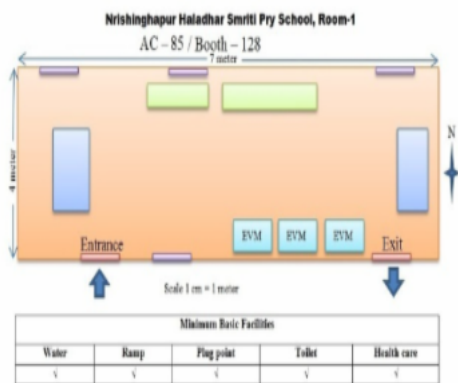 Nrishinghapur Haladhar Smriti Pry School, Room-1
AC – 85 / Booth – 128
7 meter
4 meter
N
EVM EVM EVM
Entrance Exit
Scale 1 cm = 1 meter
Minimum Basic Facilities
Water Ramp Plug point Toilet Health care
√ √ √ √ √